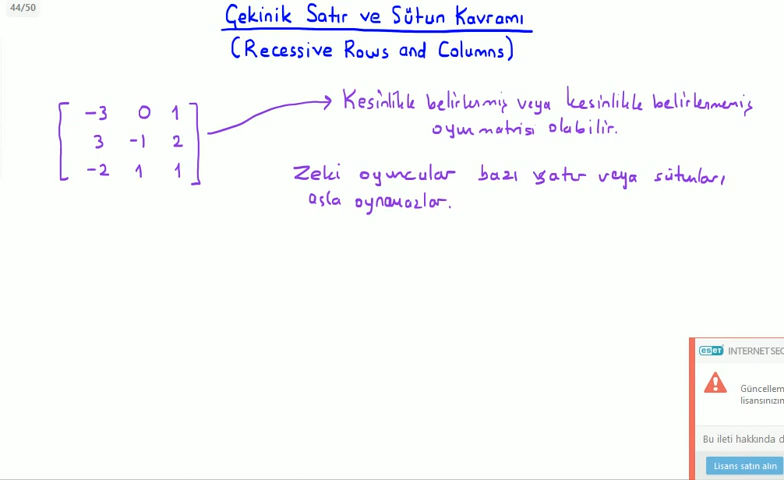 44/50
Çekinik Satır ve Sütun Kavramı
(Recessive Rows and Columns)
-3 0 1
3 -1 2
-2 1 1
Kesinlikle belirlenmiş veya kesinlikle belirlenmemiş
oyun matrisi olabilir.
Zeki oyuncular bazı satır veya sütunları
asla oynamazlar.
eset INTERNET SEC
Güncellem
lisansınızın
Bu ileti hakkında d
Lisans satın alın